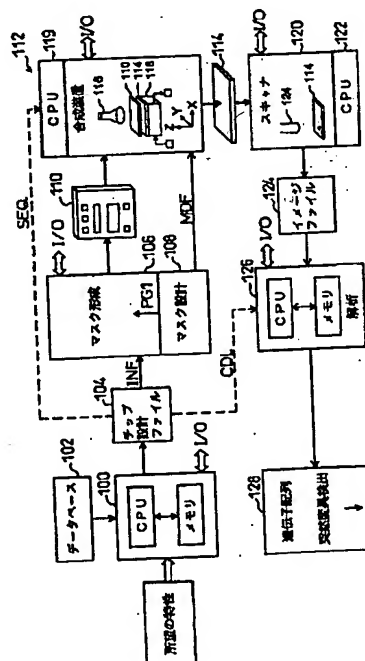 112
119
CPU
I/O
合成装置
118
110
114
116
Z
Y
X
114
I/O
120
スキャナ
124
114
CPU
122
SEQ
110
MDF
I/O
106
マスク形成
PG1
108
マスク設計
INF
104
チップ
設計
ファイル
CDL
124
イメージ
ファイル
I/O
126
CPU
メモリ
解析
102
データベース
100
CPU
メモリ
I/O
所望の特性
128
遺伝子配列
突然変異検出